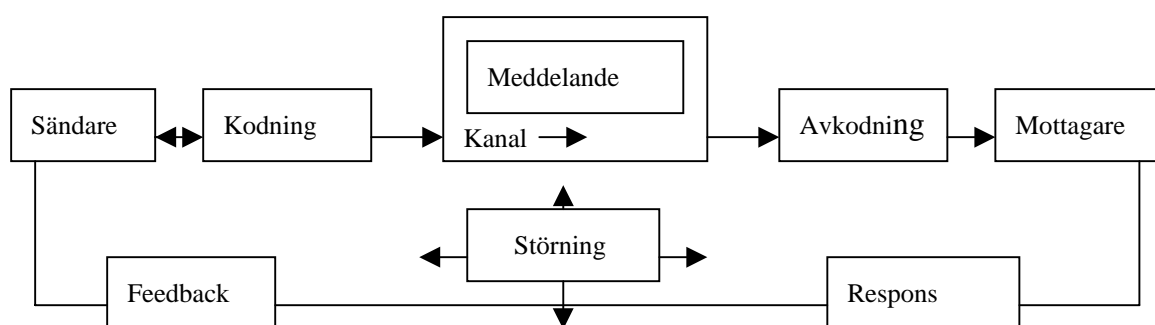 Meddelande
Sändare
Kodning
Kanal
Avkodning
Mottagare
Störning
Feedback
Respons